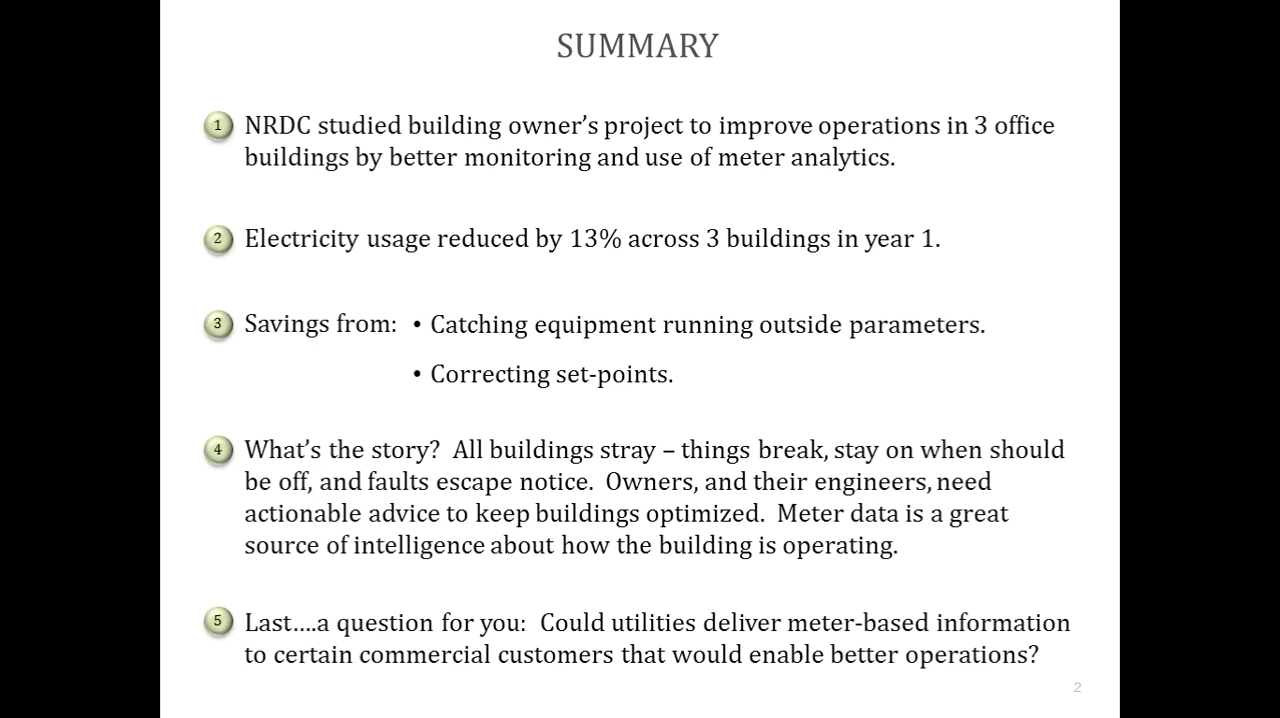 SUMMARY
1 NRDC studied building owner’s project to improve operations in 3 office
buildings by better monitoring and use of meter analytics.
2 Electricity usage reduced by 13% across 3 buildings in year 1.
3 Savings from: • Catching equipment running outside parameters.
• Correcting set-points.
4 What’s the story?  All buildings stray – things break, stay on when should
be off, and faults escape notice.  Owners, and their engineers, need
actionable advice to keep buildings optimized.  Meter data is a great
source of intelligence about how the building is operating.
5 Last….a question for you:  Could utilities deliver meter-based information
to certain commercial customers that would enable better operations?
2